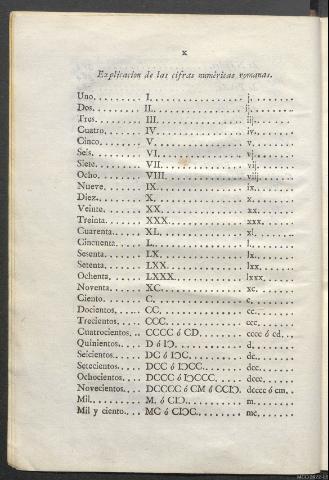 x
Explicacion de las cifras numéricas romanas.
Uno......... I..................... j.........
Dos......... II.................... ij.........
Tres........ III................... iij........
Cuatro...... IV.................... iv.........
Cinco....... V..................... v..........
Seis........ VI.................... vj.........
Siete....... VII................... vij........
Ocho........ VIII.................. viij.......
Nueve....... IX.................... ix.........
Diez........ X..................... x..........
Veinte...... XX.................... xx.........
Treinta..... XXX................... xxx........
Cuarenta.... XL.................... xl.........
Cincuenta... L..................... l..........
Sesenta..... LX.................... lx.........
Setenta..... LXX................... lxx........
Ochenta..... LXXX.................. lxxx.......
Noventa..... XC.................... xc.........
Ciento...... C..................... c..........
Docientos... CC.................... cc.........
Trecientos.. CCC................... ccc........
Cuatrocientos.. CCCC ó CD............ cccc ó cd..
Quinientos.. D ó IↃ................ d..........
Seicientos.. DC ó IↃC.............. dc.........
Setecientos.. DCC ó IↃCC............ dcc........
Ochocientos.. DCCC ó IↃCCC.......... dccc.......
Novecientos.. DCCCC ó CM ó CCIↃ. dcccc ó cm..
Mil......... M. ó CIↃ.............. m..........
Mil y ciento... MC ó CIↃC............ mc.........